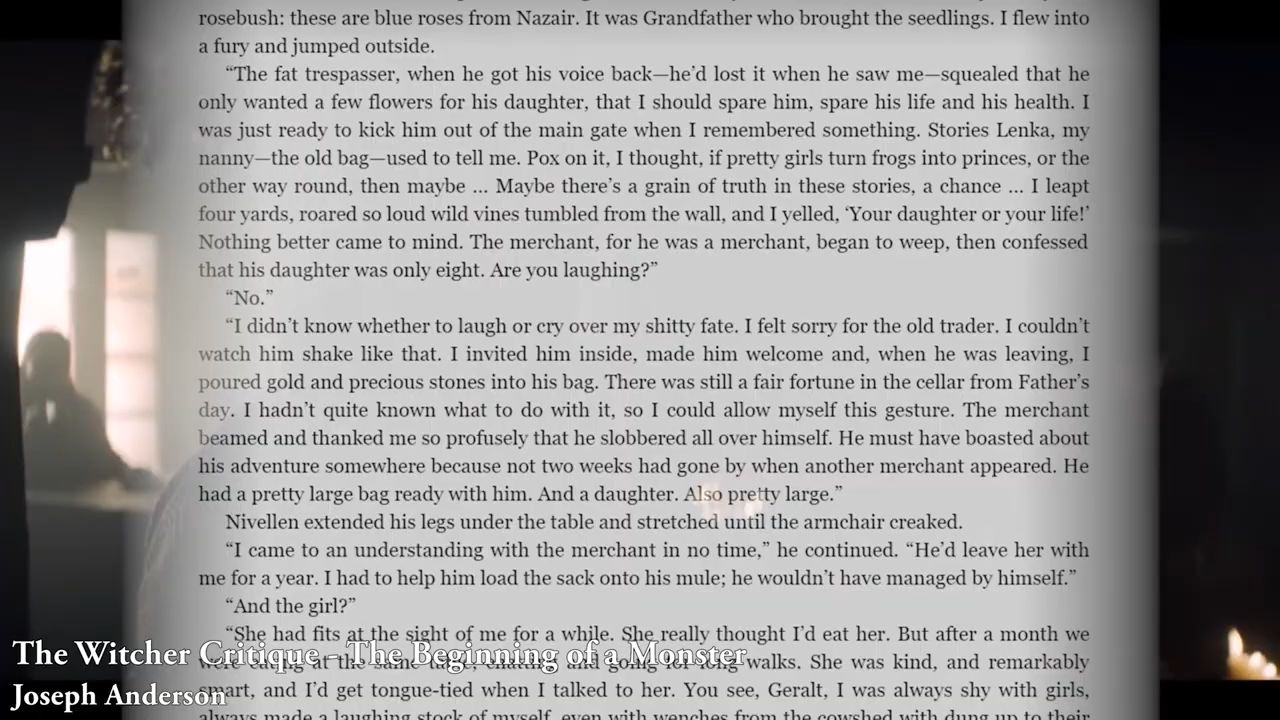 rosebush: these are blue roses from Nazair. It was Grandfather who brought the seedlings. I flew into
a fury and jumped outside.
“The fat trespasser, when he got his voice back—he’d lost it when he saw me—squealed that he
only wanted a few flowers for his daughter, that I should spare him, spare his life and his health. I
was just ready to kick him out of the main gate when I remembered something. Stories Lenka, my
nanny—the old bag—used to tell me. Pox on it, I thought, if pretty girls turn frogs into princes, or the
other way round, then maybe ... Maybe there’s a grain of truth in these stories, a chance ... I leapt
four yards, roared so loud wild vines tumbled from the wall, and I yelled, ‘Your daughter or your life!’
Nothing better came to mind. The merchant, for he was a merchant, began to weep, then confessed
that his daughter was only eight. Are you laughing?”
“No.”
“I didn’t know whether to laugh or cry over my shitty fate. I felt sorry for the old trader. I couldn’t
watch him shake like that. I invited him inside, made him welcome and, when he was leaving, I
poured gold and precious stones into his bag. There was still a fair fortune in the cellar from Father’s
day. I hadn’t quite known what to do with it, so I could allow myself this gesture. The merchant
beamed and thanked me so profusely that he slobbered all over himself. He must have boasted about
his adventure somewhere because not two weeks had gone by when another merchant appeared. He
had a pretty large bag ready with him. And a daughter. Also pretty large.”
Nivellen extended his legs under the table and stretched until the armchair creaked.
“I came to an understanding with the merchant in no time,” he continued. “He’d leave her with
me for a year. I had to help him load the sack onto his mule; he wouldn’t have managed by himself.”
“And the girl?”
“She had fits at the sight of me for a while. She really thought I’d eat her. But after a month we
The Witcher Critique - The Beginning of a Monster
walks. She was kind, and remarkably
Joseph Anderson
smart, and I’d get tongue-tied when I talked to her. You see, Geralt, I was always shy with girls,
always made a laughing stock of myself, even with wenches from the cowshed with dung up to their